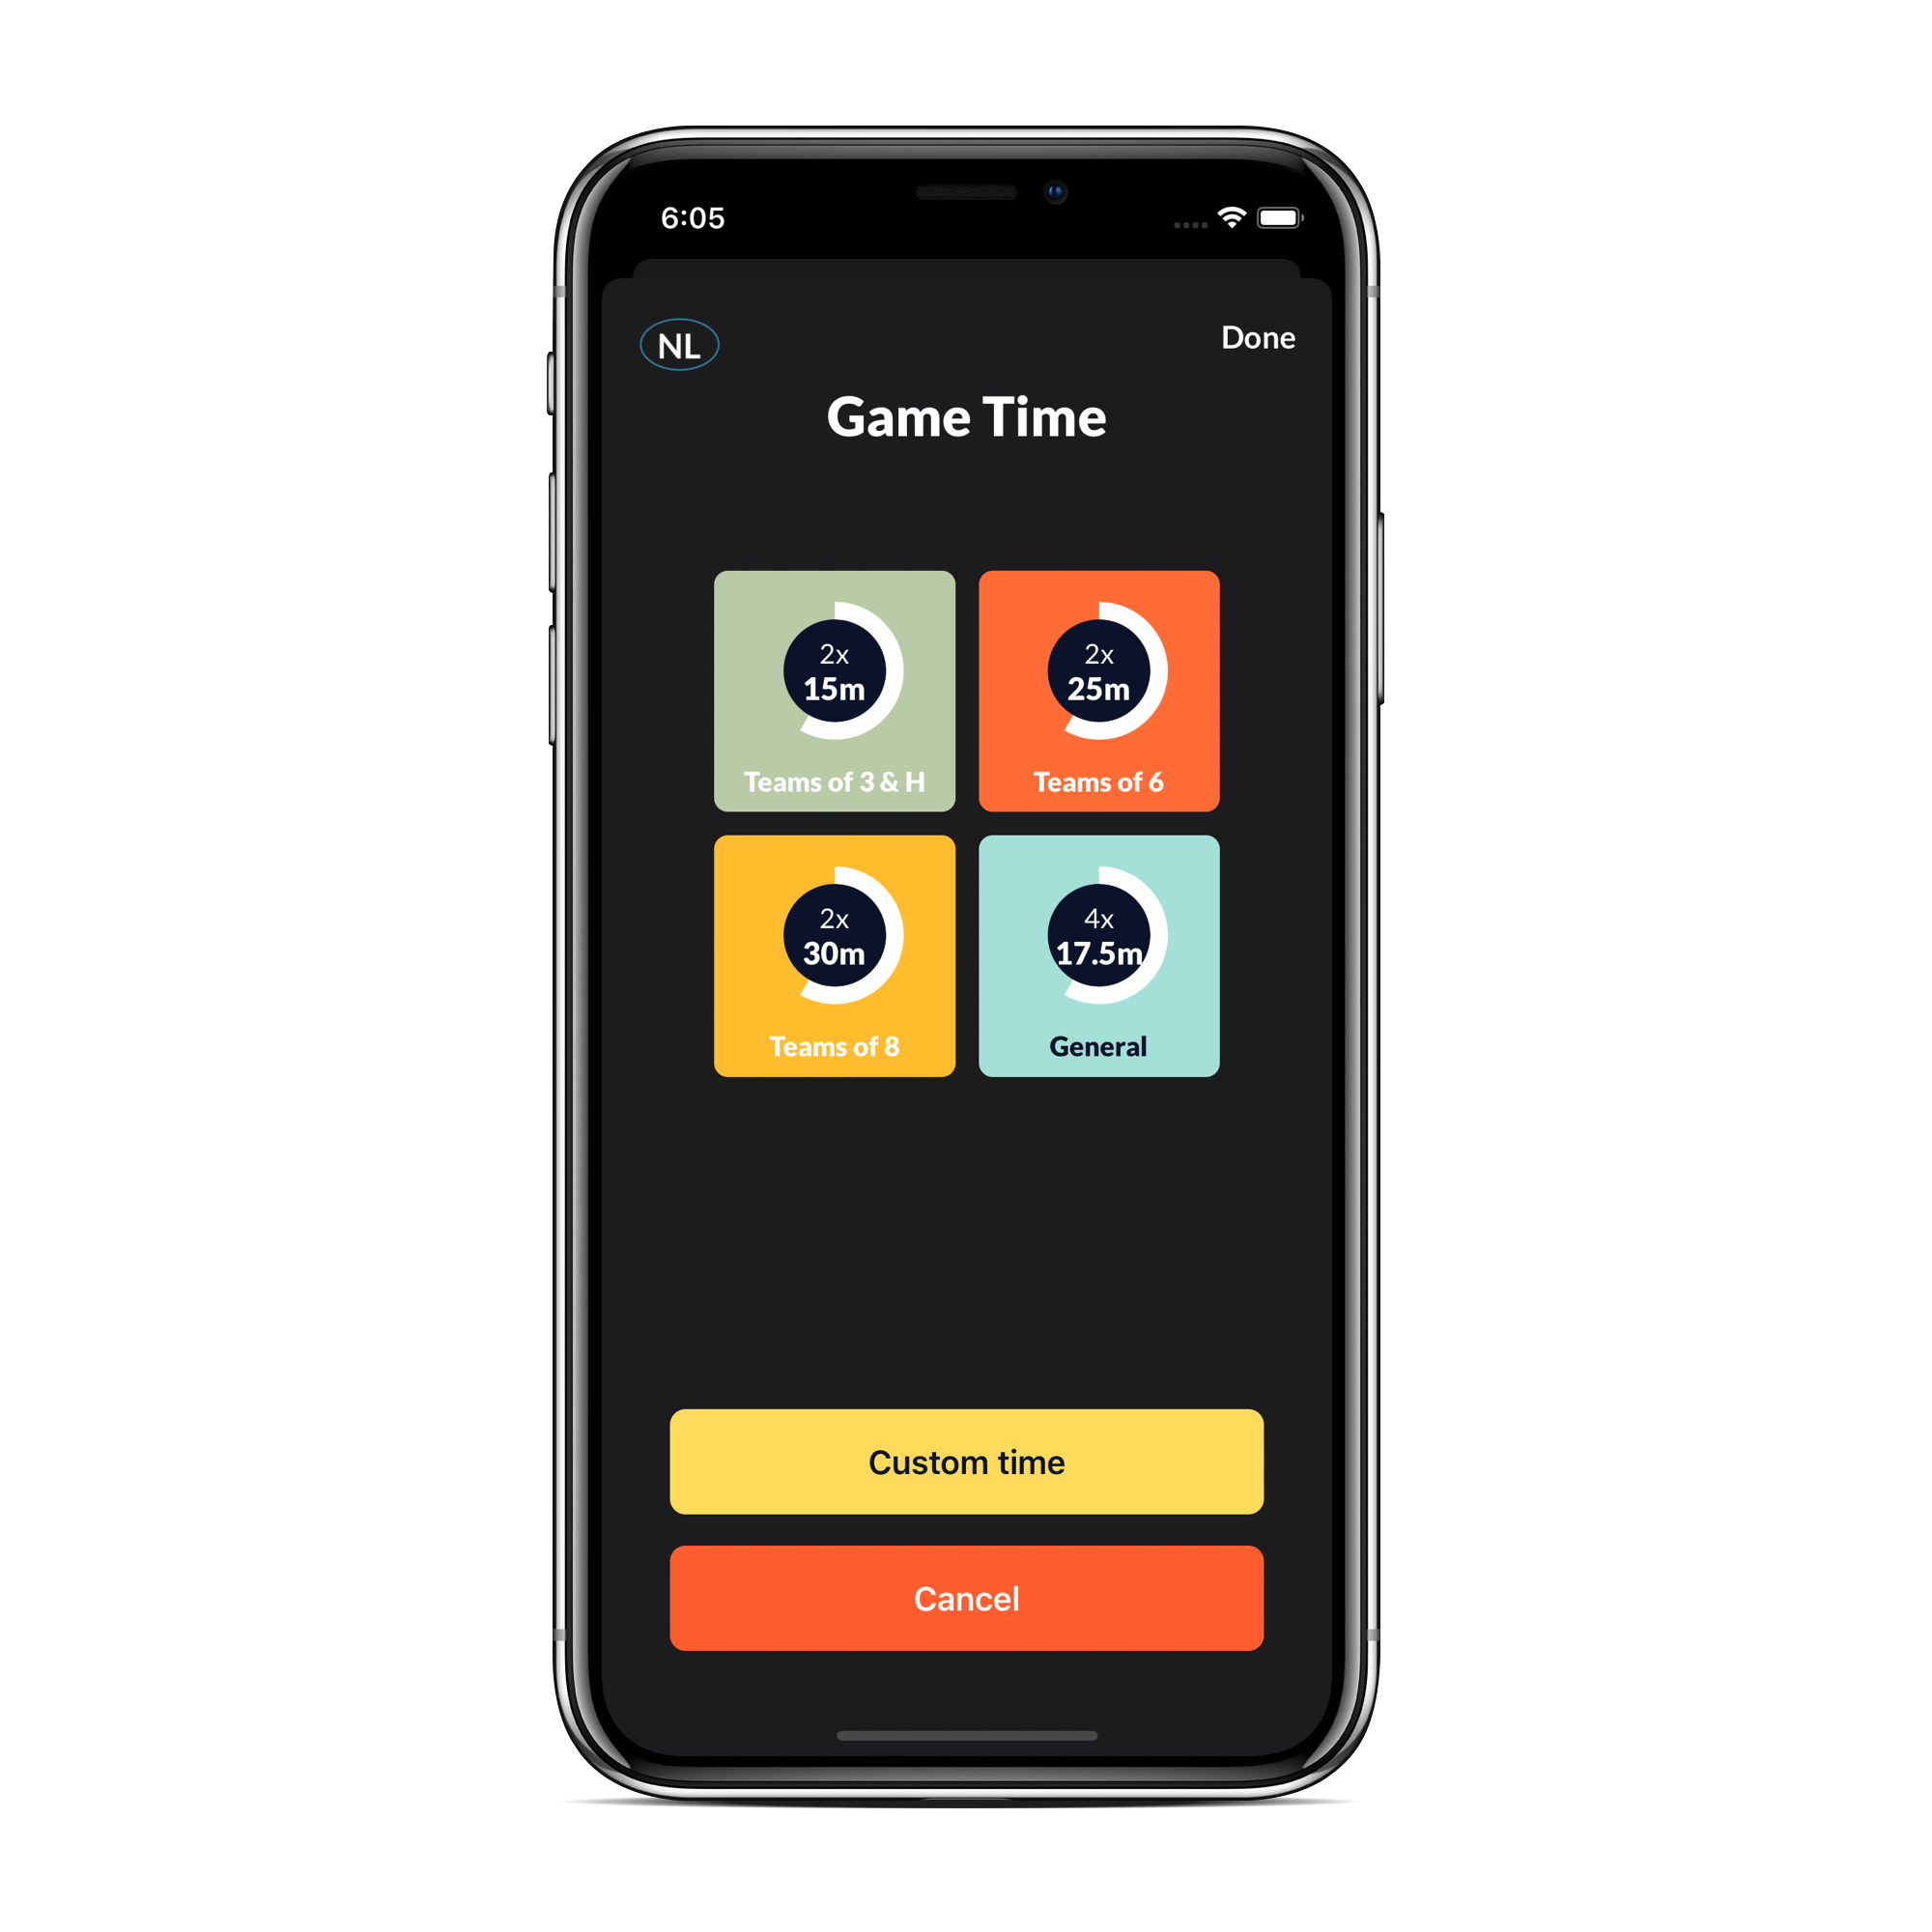 6:05
NL
Done
Game Time
2x
15m
Teams of 3 & H
2x
25m
Teams of 6
2x
30m
Teams of 8
4x
17.5m
General
Custom time
Cancel